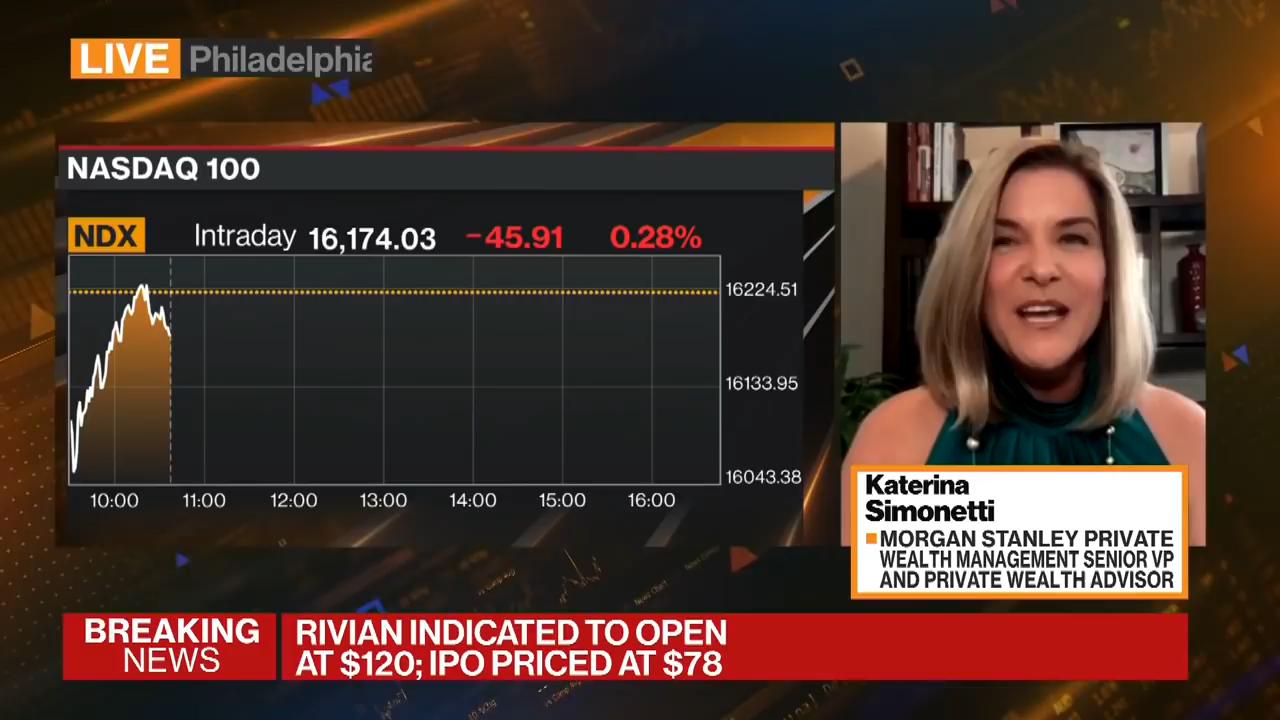 LIVE Philadelphia
NASDAQ 100
NDX Intraday 16,174.03 -45.91 0.28%
16224.51
16133.95
16043.38
10:00 11:00 12:00 13:00 14:00 15:00 16:00
Katerina
Simonetti
MORGAN STANLEY PRIVATE
WEALTH MANAGEMENT SENIOR VP
AND PRIVATE WEALTH ADVISOR
BREAKING
NEWS
RIVIAN INDICATED TO OPEN
AT $120; IPO PRICED AT $78